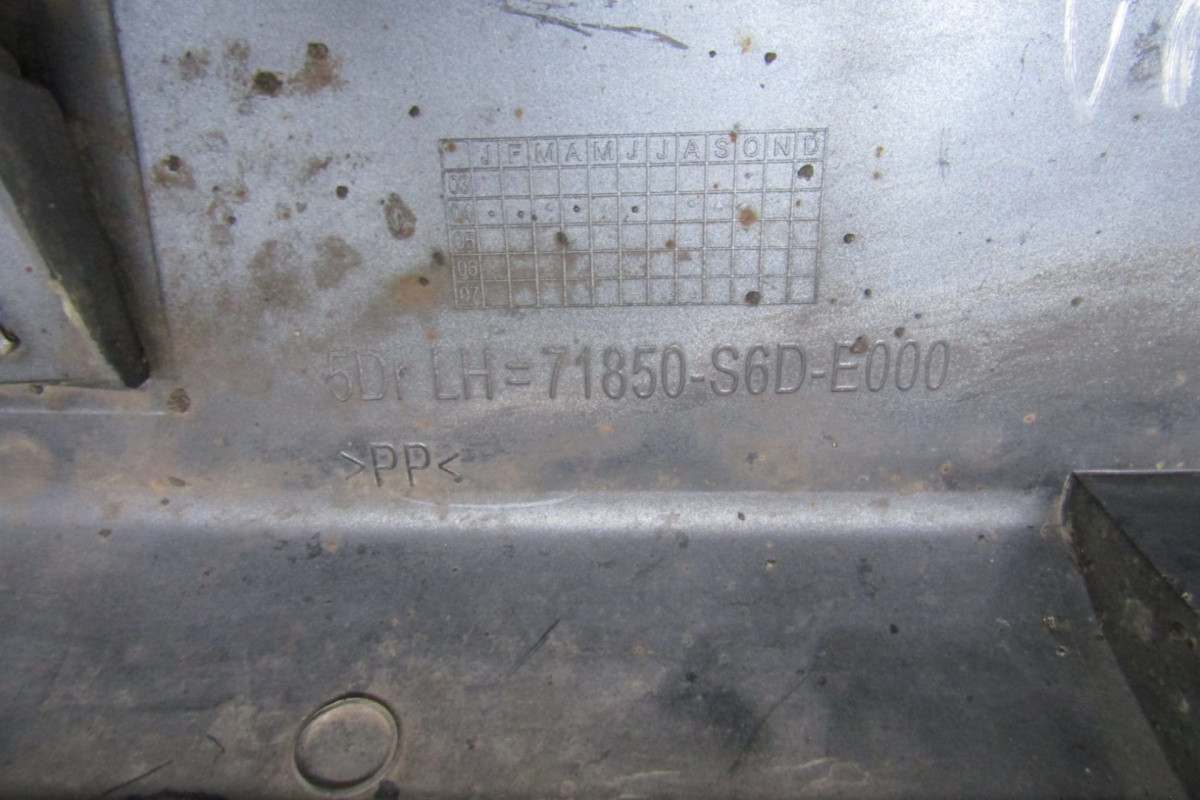 J F M A M J J A S O N D
03
04
05
06
07
5Dr LH=71850-S6D-E000
>PP<